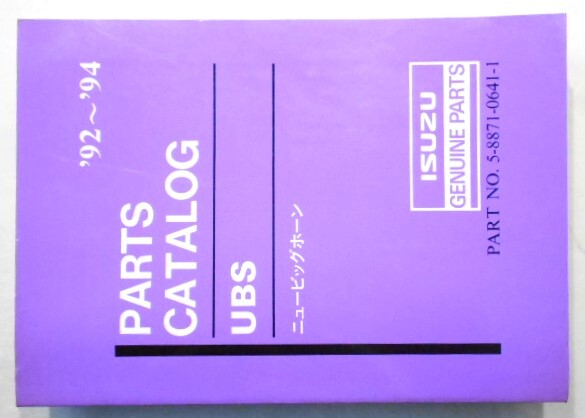 '92～'94
PARTS
CATALOG
UBS
ニュービッグホーン
ISUZU
GENUINE PARTS
PART NO. 5-8871-0641-1